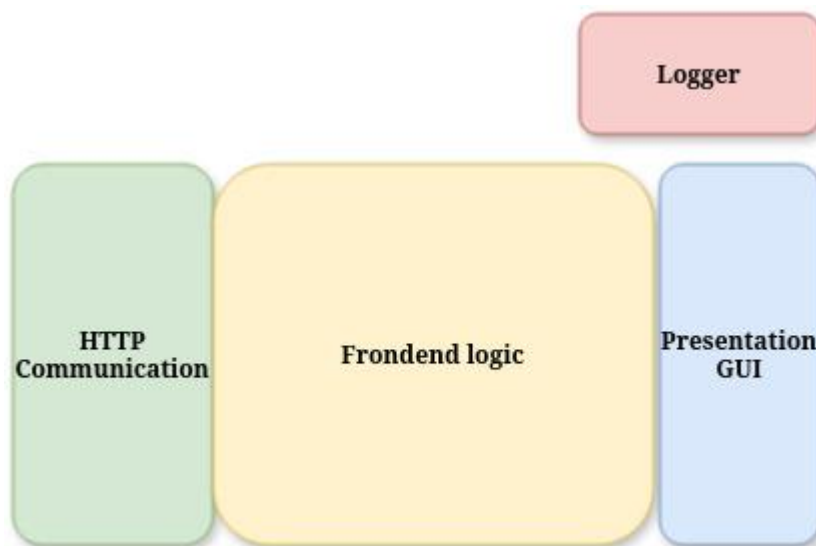 Logger
HTTP
Communication
Frondend logic
Presentation
GUI